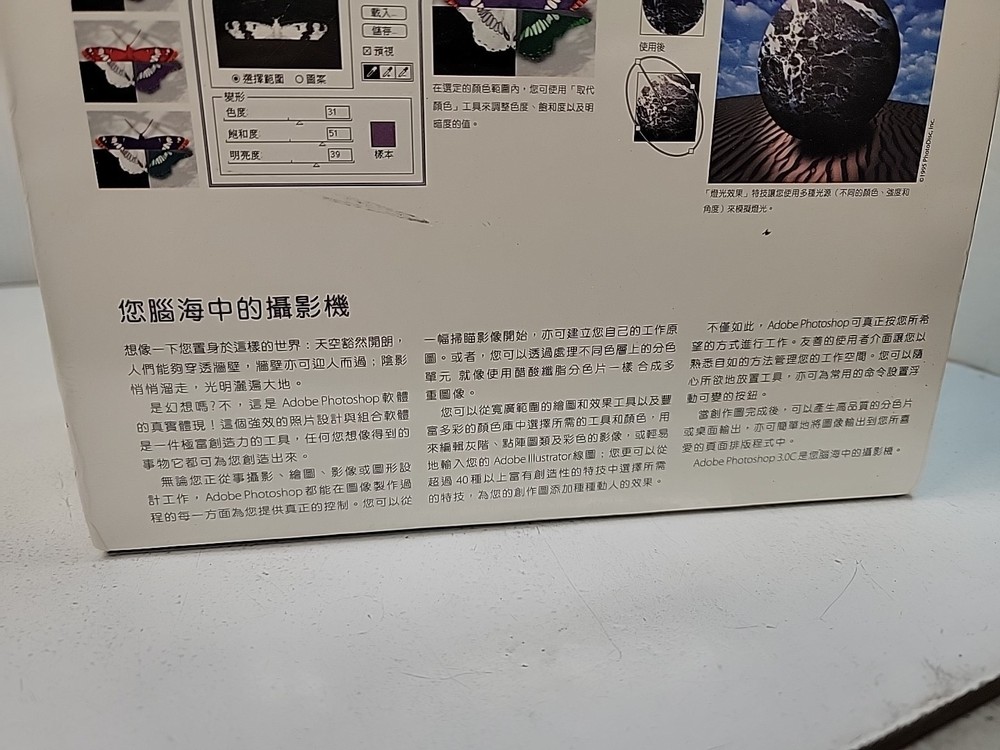 載入...
儲存...
預視
選擇範圍 圖案
變形
色度: 31
飽和度: 51
明亮度: 39
樣本
在選定的顏色範圍內，您可使用「取代
顏色」工具來調整色度、飽和度以及明
暗度的值。
使用後
©1995 PhotoDisc, Inc.
「燈光效果」特技讓您使用多種光源（不同的顏色、強度和
角度）來模擬燈光。
您腦海中的攝影機
想像一下您置身於這樣的世界：天空豁然開朗，
人們能夠穿透牆壁，牆壁亦可迎人而過；陰影
悄悄溜走，光明灑遍大地。
是幻想嗎?不，這是 Adobe Photoshop 軟體
的真實體現！這個強效的照片設計與組合軟體
是一件極富創造力的工具，任何您想像得到的
事物它都可為您創造出來。
無論您正從事攝影、繪圖、影像或圖形設
計工作，Adobe Photoshop 都能在圖像製作過
程的每一方面為您提供真正的控制。您可以從
一幅掃瞄影像開始，亦可建立您自己的工作原
圖。或者，您可以透過處理不同色層上的分色
單元 就像使用醋酸纖脂分色片一樣 合成多
重圖像。
您可以從寬廣範圍的繪圖和效果工具以及豐
富多彩的顏色庫中選擇所需的工具和顏色，用
來編輯灰階、點陣圖類及彩色的影像，或輕易
地輸入您的 Adobe Illustrator 線圖；您更可以從
超過 40 種以上富有創造性的特技中選擇所需
的特技，為您的創作圖添加種種動人的效果。
不僅如此，Adobe Photoshop 可真正按您所希
望的方式進行工作。友善的使用者介面讓您以
熟悉自如的方法管理您的工作空間。您可以隨
心所欲地放置工具，亦可為常用的命令設置浮
動可變的按鈕。
當創作圖完成後，可以產生高品質的分色片
或桌面輸出，亦可簡單地將圖像輸出到您所喜
愛的頁面排版程式中。
Adobe Photoshop 3.0C 是您腦海中的攝影機。